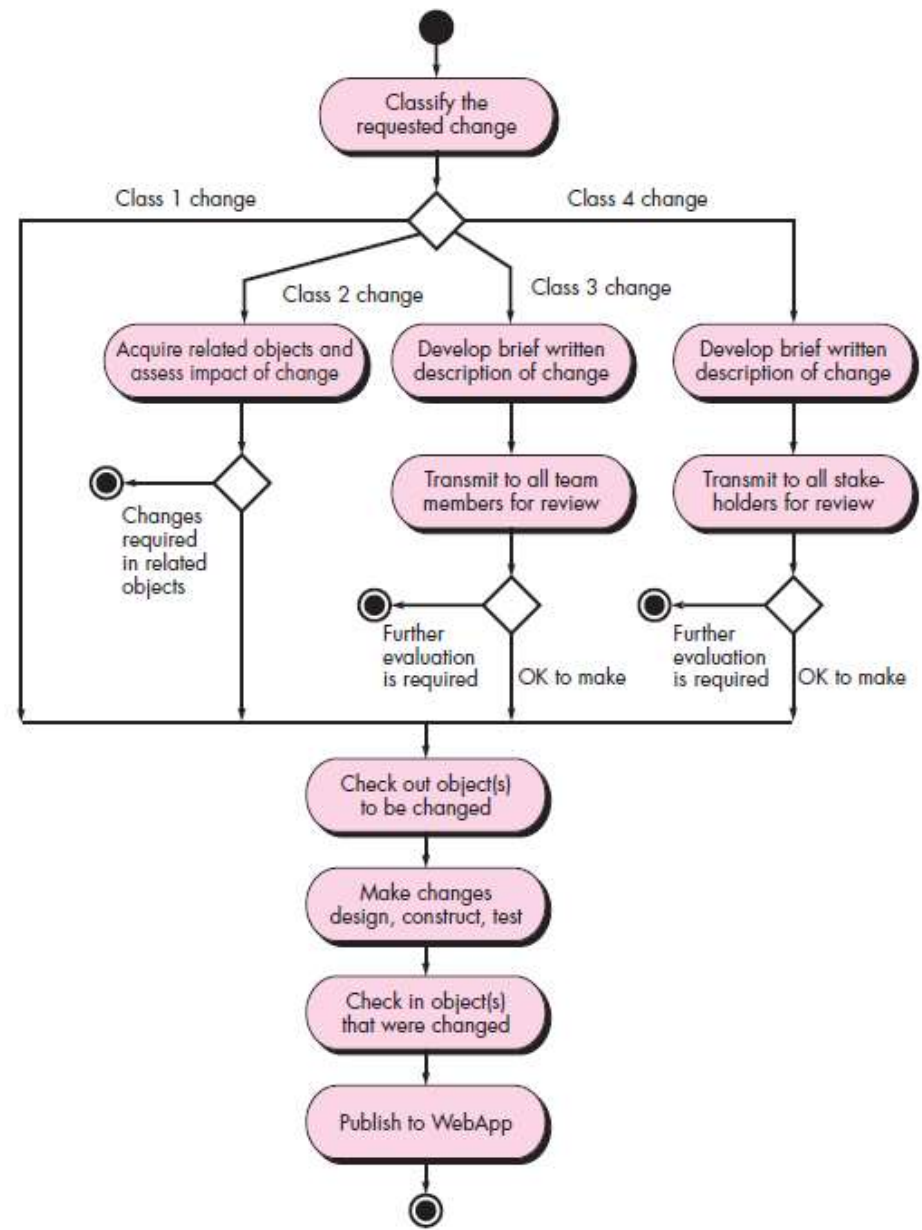 Classify the
requested change
Class 1 change
Class 4 change
Class 2 change
Class 3 change
Acquire related objects and
assess impact of change
Develop brief written
description of change
Develop brief written
description of change
Transmit to all team
members for review
Transmit to all stake-
holders for review
Changes
required
in related
objects
Further
evaluation
is required
OK to make
Further
evaluation
is required
OK to make
Check out object(s)
to be changed
Make changes
design, construct, test
Check in object(s)
that were changed
Publish to WebApp